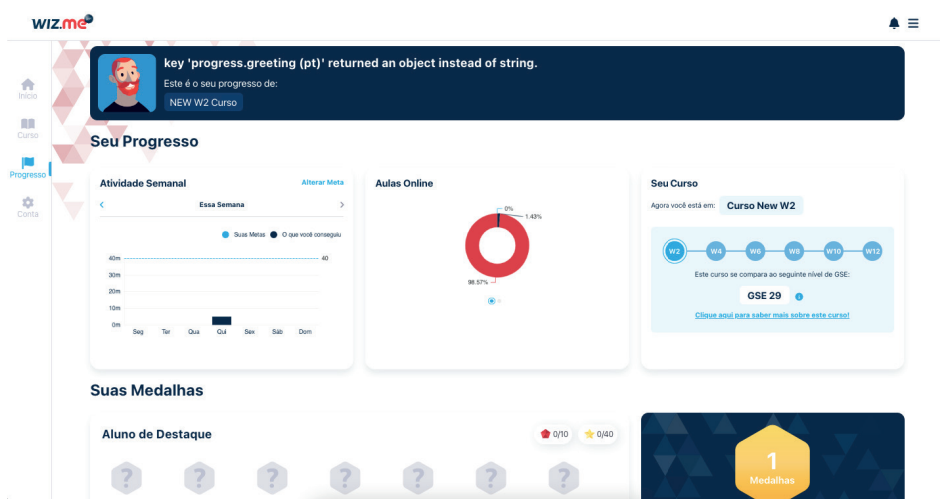 WIZ.me
key 'progress.greeting (pt)' returned an object instead of string.
Este é o seu progresso de:
NEW W2 Curso
Início
Curso
Progresso
Conta
Seu Progresso
Atividade Semanal
Alterar Meta
Essa Semana
Suas Metas
O que você conseguiu
40m
40
30m
20m
10m
0m
Seg Ter Qua Qui Sex Sáb Dom
Aulas Online
0%
1.43%
98.57%
Seu Curso
Agora você está em: Curso New W2
W2 W4 W6 W8 W10 W12
Este curso se compara ao seguinte nível de GSE:
GSE 29
Clique aqui para saber mais sobre este curso!
Suas Medalhas
Aluno de Destaque
0/10
0/40
? ? ? ? ? ? ?
1
Medalhas